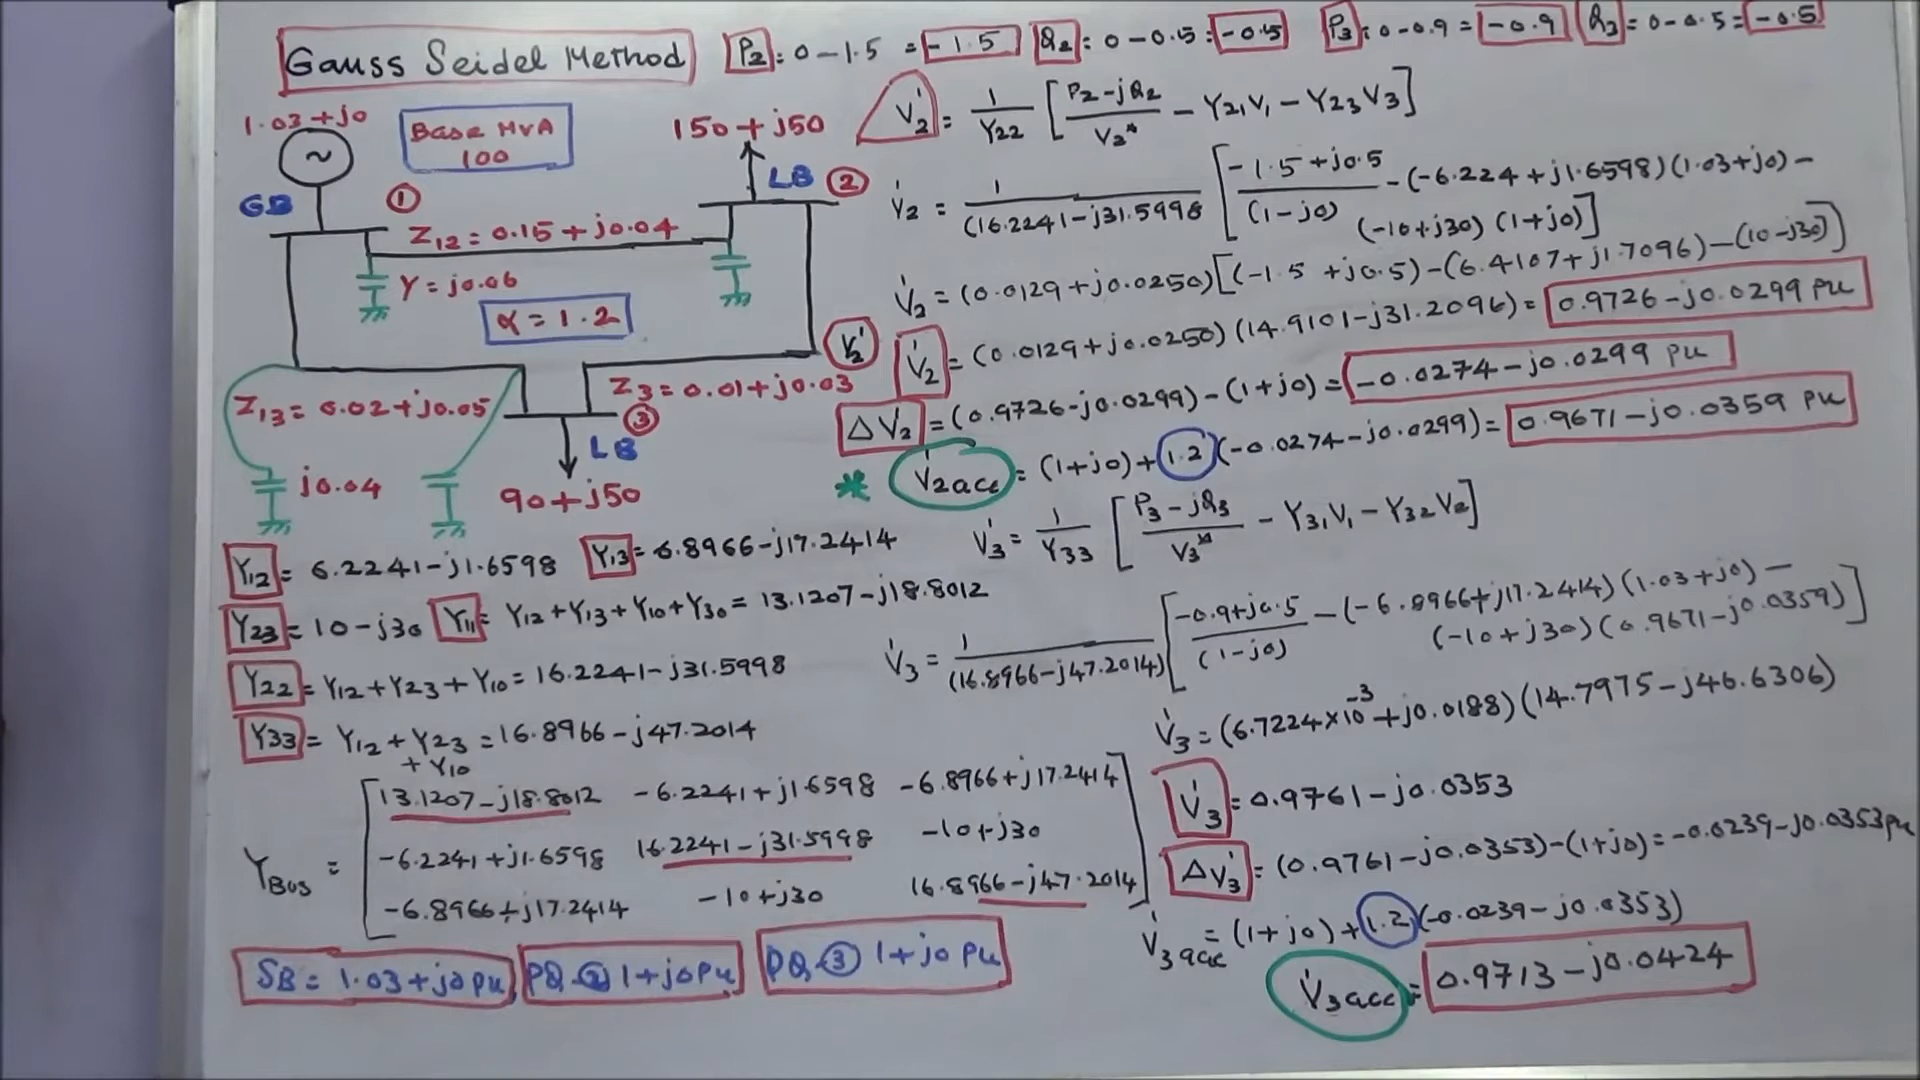 Gauss Seidel Method
P2 : 0 - 1.5 = -1.5 Q2 : 0 - 0.5 = -0.5 P3 : 0 - 0.9 = -0.9 Q3 = 0 - 0.5 = -0.5
1.03+j0
Base MVA
100
150+j50
LB 2
GB
1
Z12 = 0.15+j0.04
Y = j0.06
α = 1.2
V2'
Z13 = 0.02+j0.05
Z3 = 0.01+j0.03
3
LB
j0.04
90+j50
Y12 = 6.2241-j1.6598 Y13 = 6.8966-j17.2414
Y23 = 10-j30 Y11 = Y12+Y13+Y10+Y30 = 13.1207-j18.8012
Y22 = Y12+Y23+Y10 = 16.2241-j31.5998
Y33 = Y12+Y23 = 16.8966-j47.2014
+Y10
13.1207-j18.8012 -6.2241+j1.6598 -6.8966+j17.2414
YBus = -6.2241+j1.6598 16.2241-j31.5998 -10+j30
-6.8966+j17.2414 -10+j30 16.8966-j47.2014
SB = 1.03+j0 pu PQ-2 1+j0 pu PQ-3 1+j0 pu
V2' = 1/Y22 [P2-jQ2/V2* - Y21V1 - Y23V3]
V2' = 1/(16.2241-j31.5998 [-1.5+j0.5/(1-j0) -(-6.224+j1.6598)(1.03+j0)-
(-10+j30)(1+j0)]
V2' = (0.0129+j0.0250)[(-1.5+j0.5)-(6.4107+j1.7096)-(10-j30)]
V2' = (0.0129+j0.0250)(14.9101-j31.2096) = 0.9726-j0.0299 pu
ΔV2' = (0.9726-j0.0299)-(1+j0) = -0.0274-j0.0299 pu
* V2acc' = (1+j0)+1.2(-0.0274-j0.0299) = 0.9671-j0.0359 pu
V3' = 1/Y33 [P3-jQ3/V3* - Y31V1 - Y32V2]
V3' = 1/(16.8966-j47.2014) [-0.9+j0.5/(1-j0) -(-6.8966+j17.2414)(1.03+j0)-
(-10+j30)(0.9671-j0.0359)]
V3' = (6.7224×10^-3+j0.0188)(14.7975-j46.6306)
V3' = 0.9761-j0.0353
ΔV3' = (0.9761-j0.0353)-(1+j0) = -0.0239-j0.0353 pu
V3acc' = (1+j0)+1.2(-0.0239-j0.0353)
V3acc' = 0.9713-j0.0424